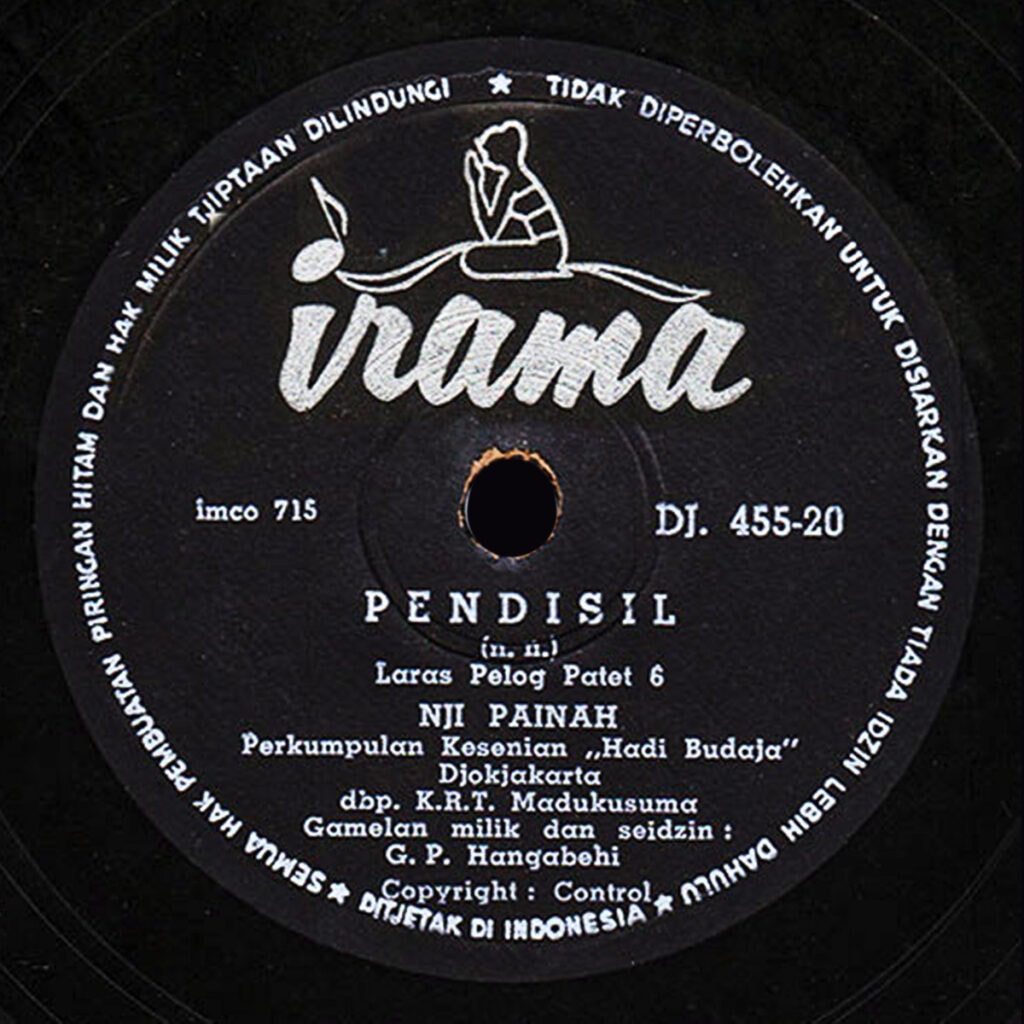 SEMUA HAK PEMBUATAN PIRINGAN HITAM DAN HAK MILIK TJIPTAAN DILINDUNGI ★ TIDAK DIPERBOLEHKAN UNTUK DISIARKAN DENGAN TIADA IDZIN LEBIH DAHULU ★
irama
imco 715
DJ. 455-20
PENDISIL
(n. n.)
Laras Pelog Patet 6
NJI PAINAH
Perkumpulan Kesenian „Hadi Budaja”
Djokjakarta
dbp. K.R.T. Madukusuma
Gamelan milik dan seidzin :
G. P. Hangabehi
Copyright : Control
★ DITJETAK DI INDONESIA